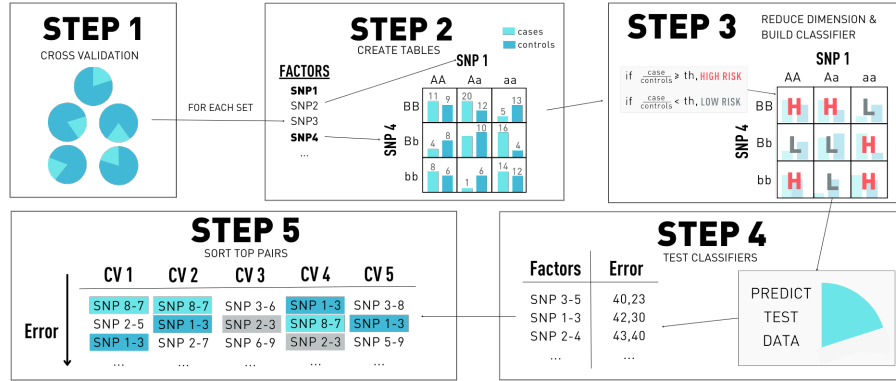 STEP 1
CROSS VALIDATION
FOR EACH SET
STEP 2
CREATE TABLES
cases
controls
FACTORS
SNP1
SNP2
SNP3
SNP4
...
SNP 1
AA Aa aa
SNP 4
BB 11 9 20 12 5 13
Bb 4 8 10 16 4
bb 8 6 1 6 14 12
STEP 3
REDUCE DIMENSION &
BUILD CLASSIFIER
if case/controls ⩾ th, HIGH RISK
if case/controls < th, LOW RISK
SNP 1
AA Aa aa
SNP 4
BB H H L
Bb L L H
bb H L H
STEP 4
TEST CLASSIFIERS
PREDICT
TEST
DATA
Factors Error
SNP 3-5 40,23
SNP 1-3 42,30
SNP 2-4 43,40
... ...
STEP 5
SORT TOP PAIRS
Error
CV 1 CV 2 CV 3 CV 4 CV 5
SNP 8-7 SNP 8-7 SNP 3-6 SNP 1-3 SNP 3-8
SNP 2-5 SNP 1-3 SNP 2-3 SNP 8-7 SNP 1-3
SNP 1-3 SNP 2-7 SNP 6-9 SNP 2-3 SNP 5-9
... ... ... ... ...